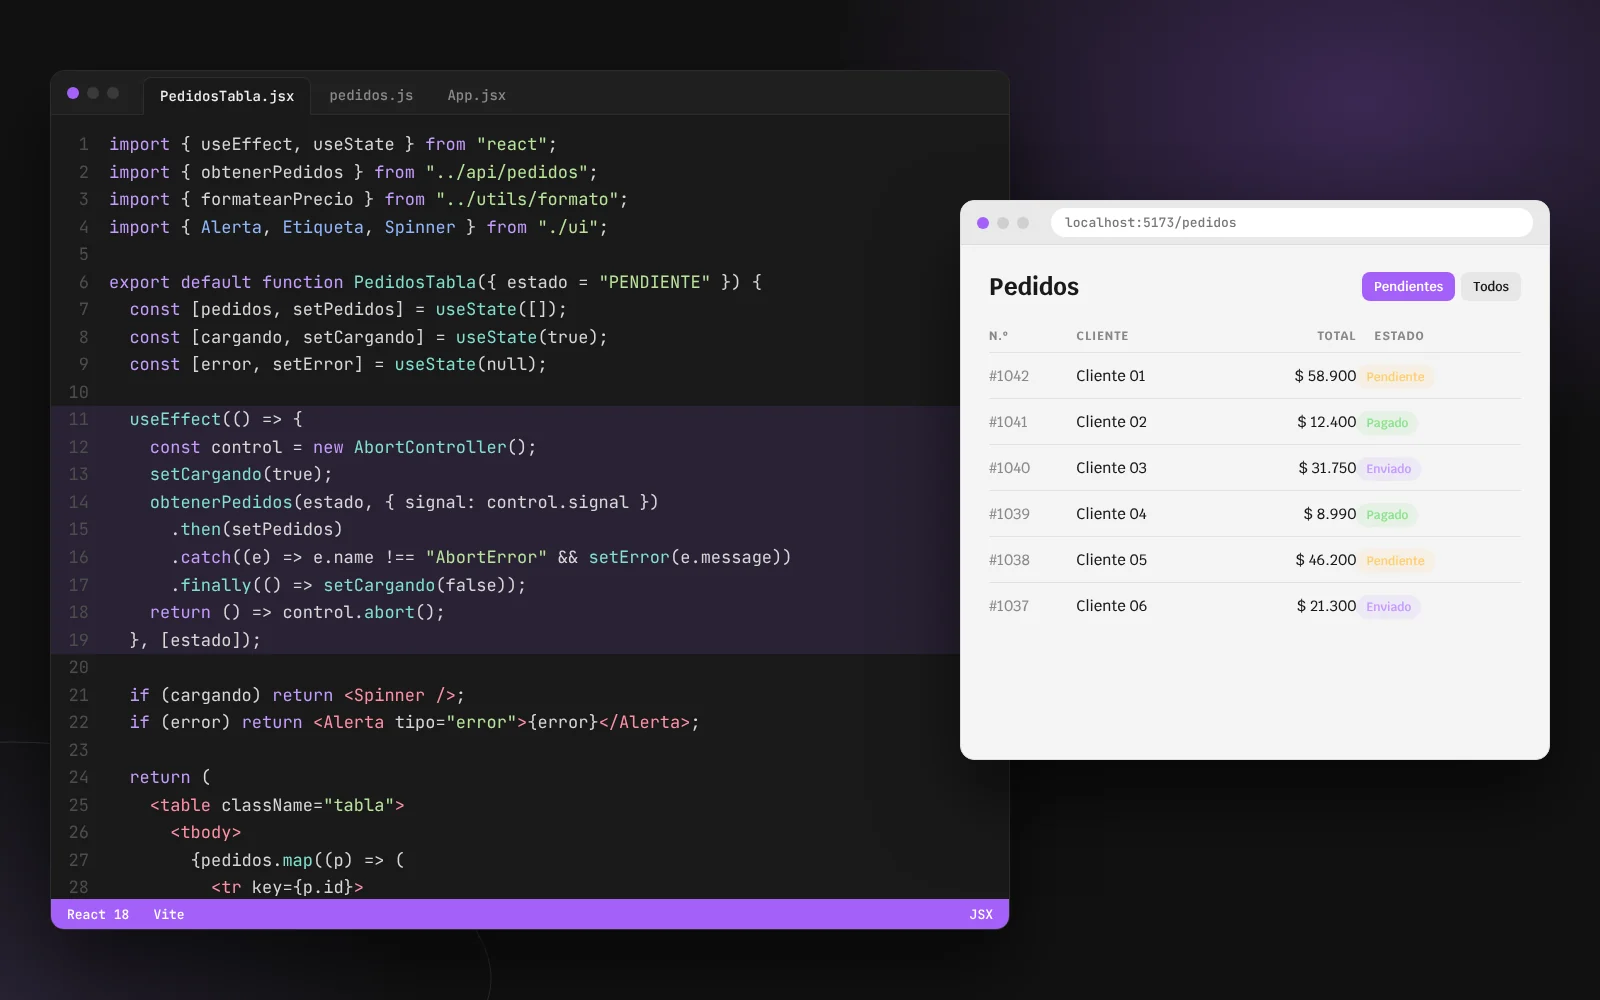 PedidosTabla.jsx pedidos.js App.jsx
1 import { useEffect, useState } from "react";
2 import { obtenerPedidos } from "../api/pedidos";
3 import { formatearPrecio } from "../utils/formato";
4 import { Alerta, Etiqueta, Spinner } from "./ui";
5
6 export default function PedidosTabla({ estado = "PENDIENTE" }) {
7   const [pedidos, setPedidos] = useState([]);
8   const [cargando, setCargando] = useState(true);
9   const [error, setError] = useState(null);
10
11   useEffect(() => {
12     const control = new AbortController();
13     setCargando(true);
14     obtenerPedidos(estado, { signal: control.signal })
15       .then(setPedidos)
16       .catch((e) => e.name !== "AbortError" && setError(e.message))
17       .finally(() => setCargando(false));
18     return () => control.abort();
19   }, [estado]);
20
21   if (cargando) return <Spinner />;
22   if (error) return <Alerta tipo="error">{error}</Alerta>;
23
24   return (
25     <table className="tabla">
26       <tbody>
27         {pedidos.map((p) => (
28           <tr key={p.id}>
React 18 Vite JSX
localhost:5173/pedidos
Pedidos Pendientes Todos
N.º CLIENTE TOTAL ESTADO
#1042 Cliente 01 $ 58.900 Pendiente
#1041 Cliente 02 $ 12.400 Pagado
#1040 Cliente 03 $ 31.750 Enviado
#1039 Cliente 04 $ 8.990 Pagado
#1038 Cliente 05 $ 46.200 Pendiente
#1037 Cliente 06 $ 21.300 Enviado